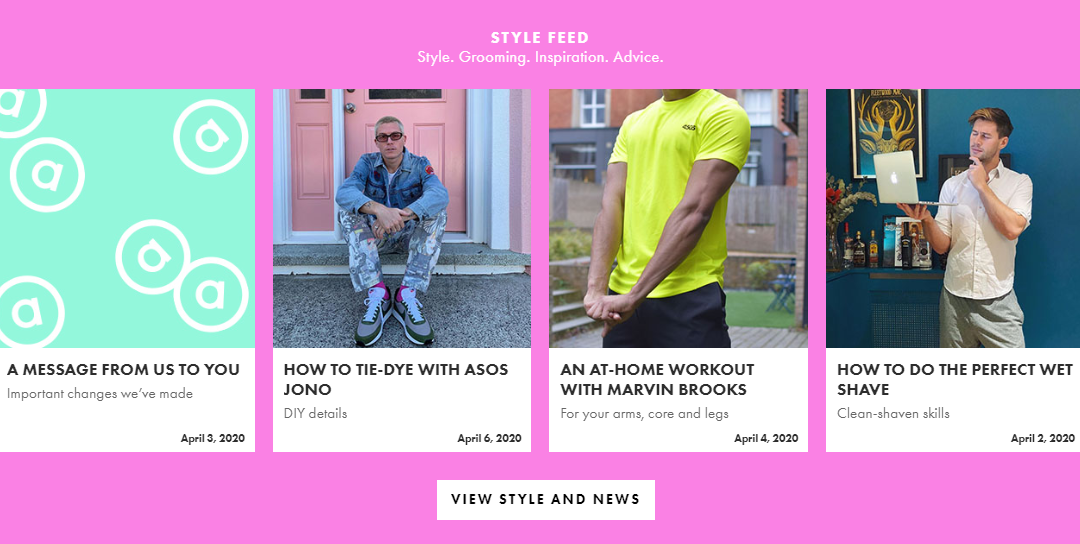 STYLE FEED
Style. Grooming. Inspiration. Advice.
FLEETWOOD MAC
asos
A MESSAGE FROM US TO YOU
Important changes we've made
April 3, 2020
HOW TO TIE-DYE WITH ASOS
JONO
DIY details
April 6, 2020
AN AT-HOME WORKOUT
WITH MARVIN BROOKS
For your arms, core and legs
April 4, 2020
HOW TO DO THE PERFECT WET
SHAVE
Clean-shaven skills
April 2, 2020
VIEW STYLE AND NEWS